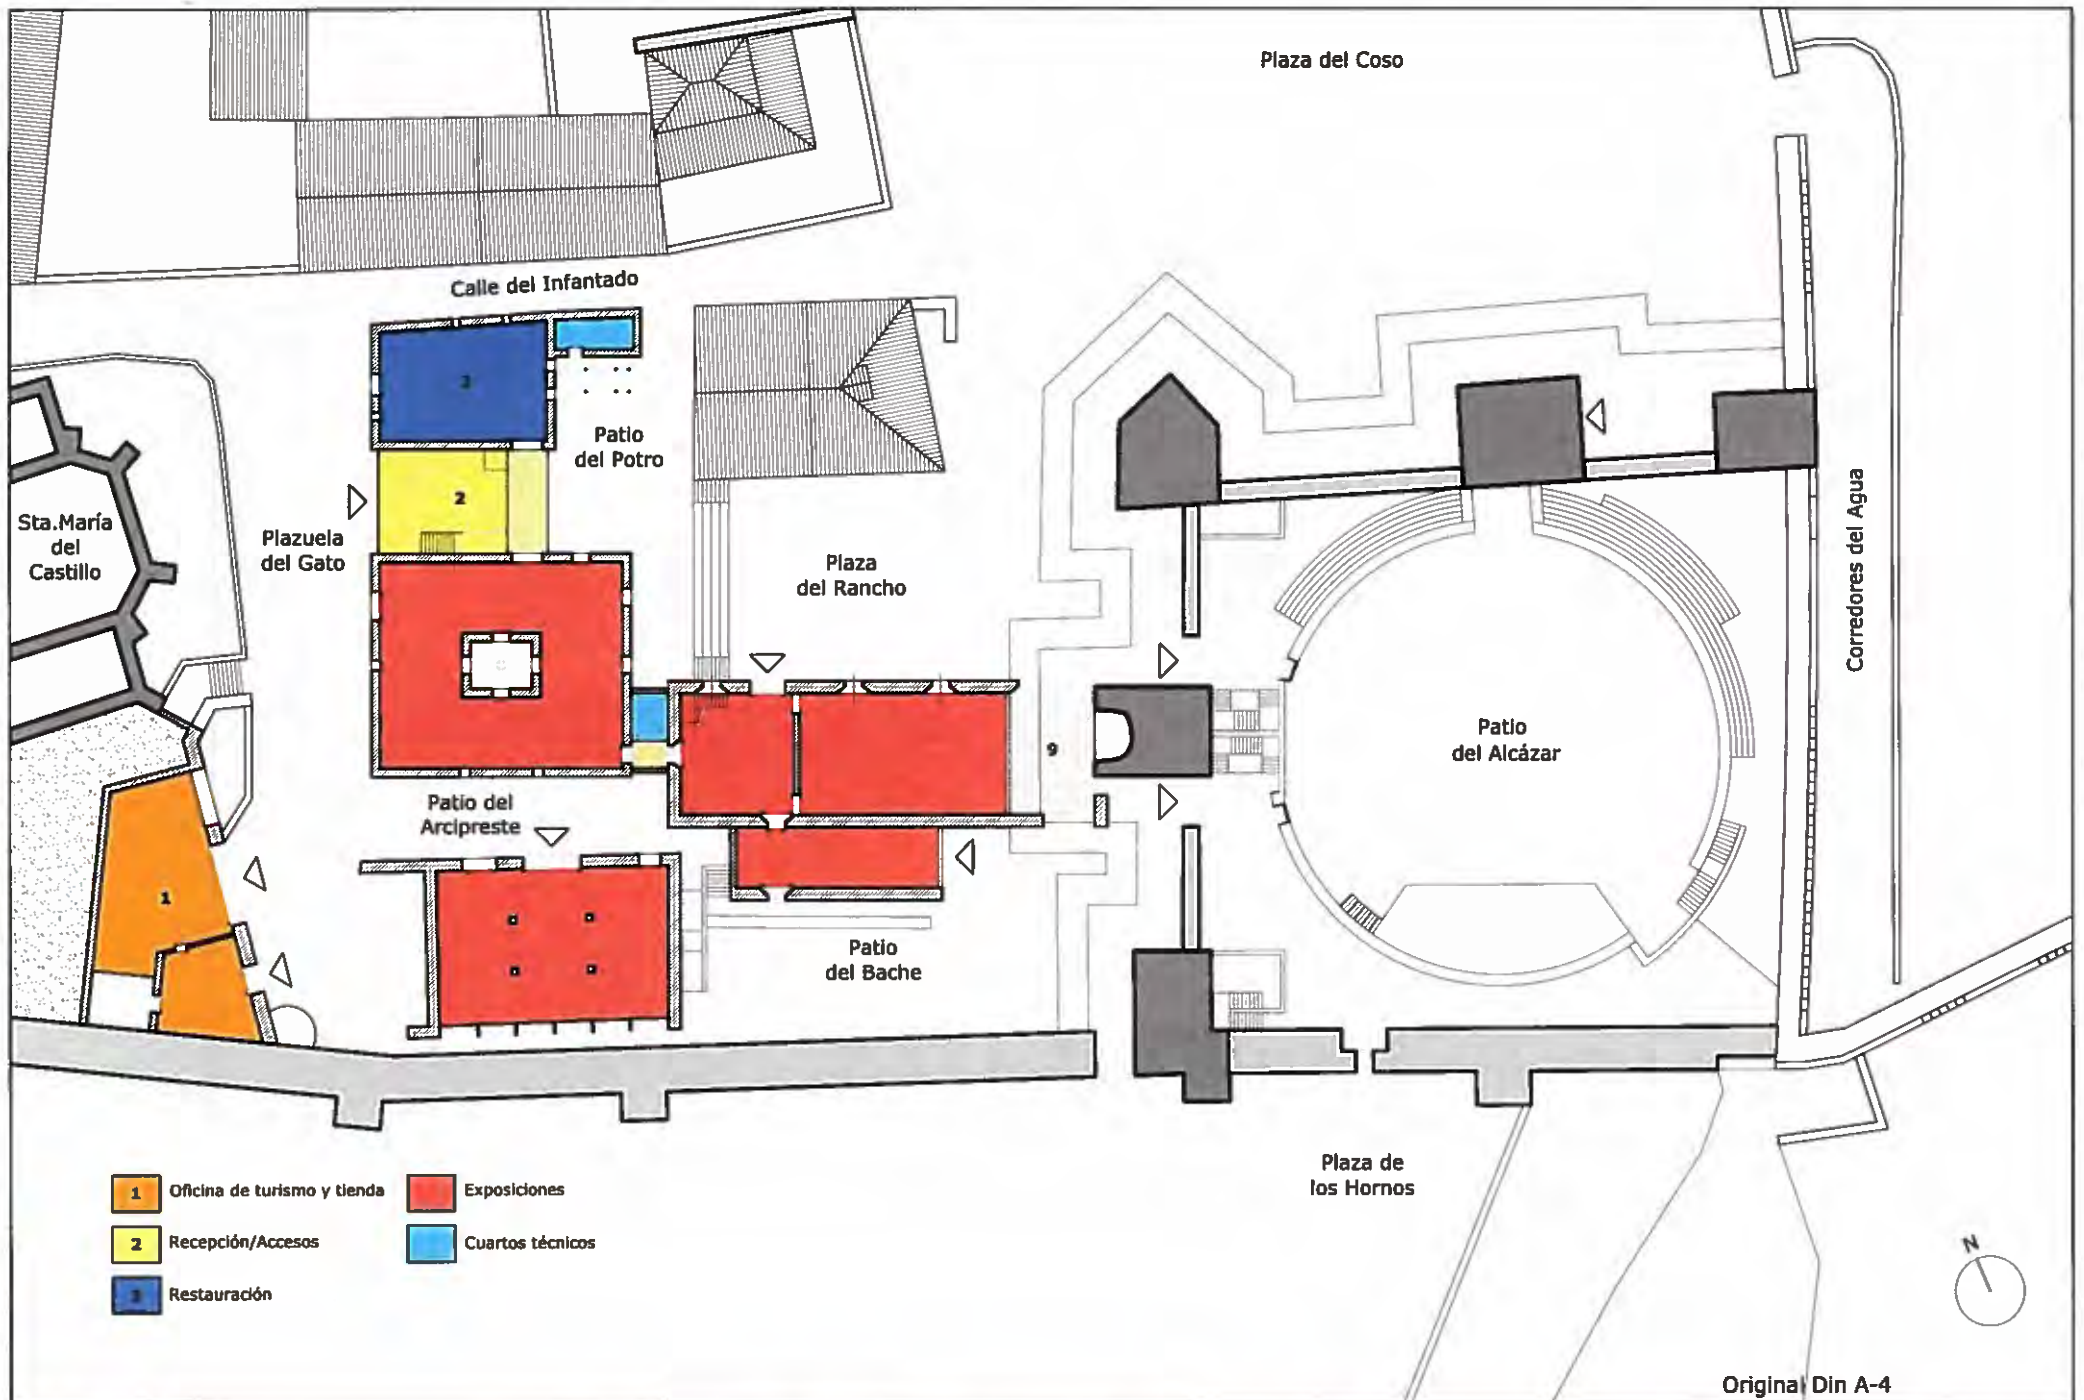 Plaza del Coso
Calle del Infantado
3
Patio
del Potro
2
Sta.María
del
Castillo
Plazuela
del Gato
Plaza
del Rancho
Corredores del Agua
9
Patio
del Alcázar
Patio del
Arcipreste
1
Patio
del Bache
Plaza de
los Hornos
1 Oficina de turismo y tienda
Exposiciones
2 Recepción/Accesos
Cuartos técnicos
3 Restauración
N
Original Din A-4